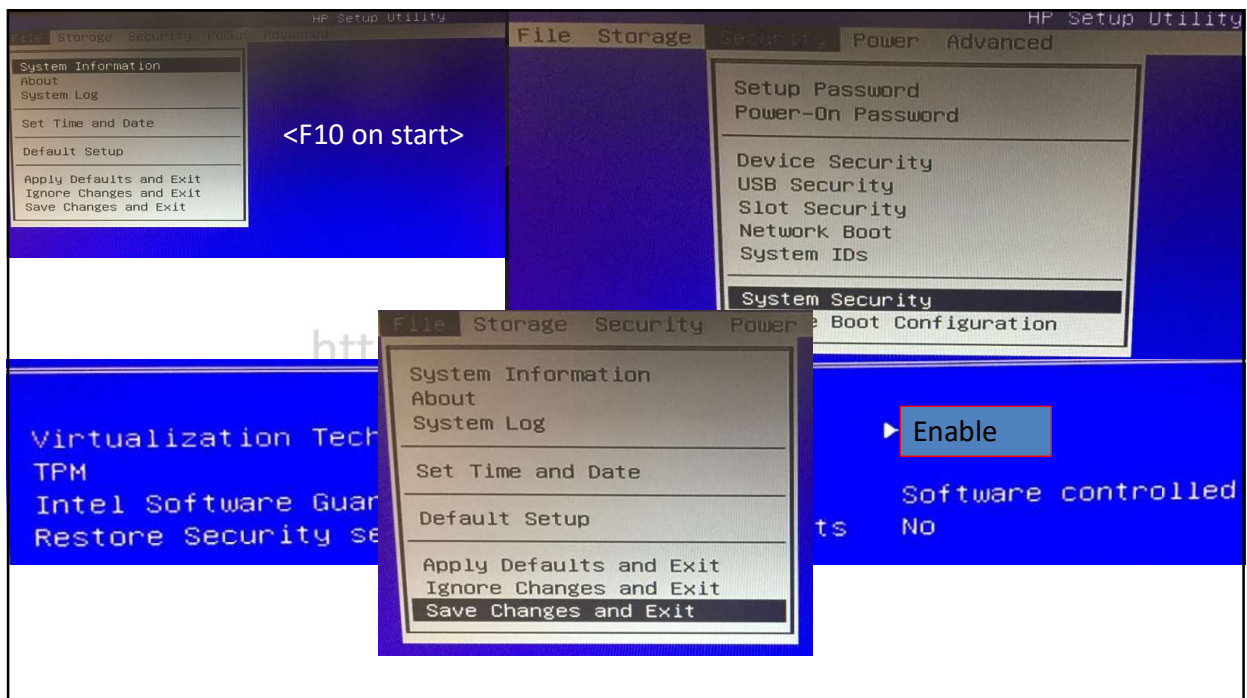 HP Setup Utility
File Storage Security Power Advanced
System Information
About
System Log
Set Time and Date
Default Setup
Apply Defaults and Exit
Ignore Changes and Exit
Save Changes and Exit
<F10 on start>
HP Setup Utility
File Storage Security Power Advanced
Setup Password
Power-On Password
Device Security
USB Security
Slot Security
Network Boot
System IDs
System Security
Boot Configuration
htt
Virtualization Tech
Enable
TPM
Intel Software Guar
Software controlled
Restore Security se
ts No
File Storage Security Power
System Information
About
System Log
Set Time and Date
Default Setup
Apply Defaults and Exit
Ignore Changes and Exit
Save Changes and Exit